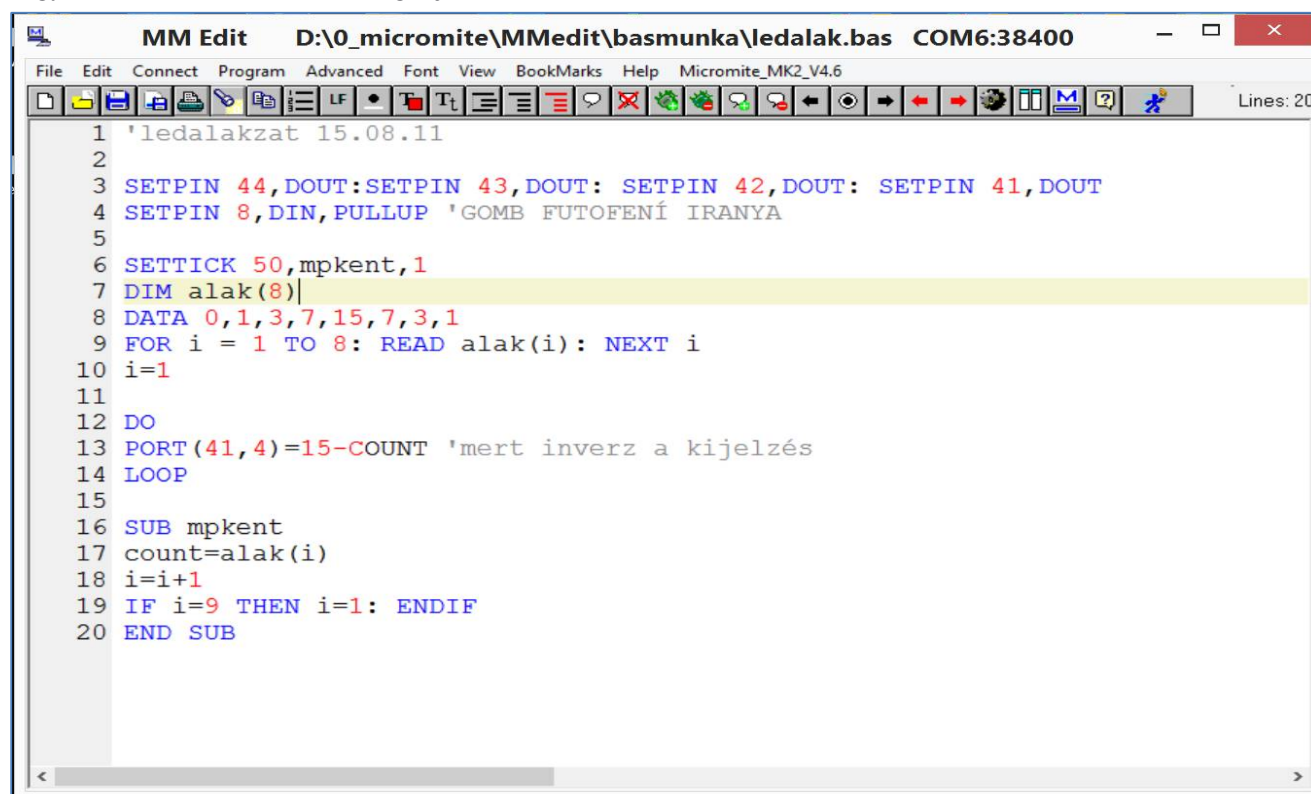 MM Edit D:\0_micromite\MMedit\basmunka\ledalak.bas COM6:38400
File Edit Connect Program Advanced Font View BookMarks Help Micromite_MK2_V4.6
LF T Tt M ? Lines: 20
1 'ledalakzat 15.08.11
2
3 SETPIN 44,DOUT:SETPIN 43,DOUT: SETPIN 42,DOUT: SETPIN 41,DOUT
4 SETPIN 8,DIN,PULLUP 'GOMB FUTOFENÍ IRANYA
5
6 SETTICK 50,mpkent,1
7 DIM alak(8)
8 DATA 0,1,3,7,15,7,3,1
9 FOR i = 1 TO 8: READ alak(i): NEXT i
10 i=1
11
12 DO
13 PORT(41,4)=15-COUNT 'mert inverz a kijelzés
14 LOOP
15
16 SUB mpkent
17 count=alak(i)
18 i=i+1
19 IF i=9 THEN i=1: ENDIF
20 END SUB